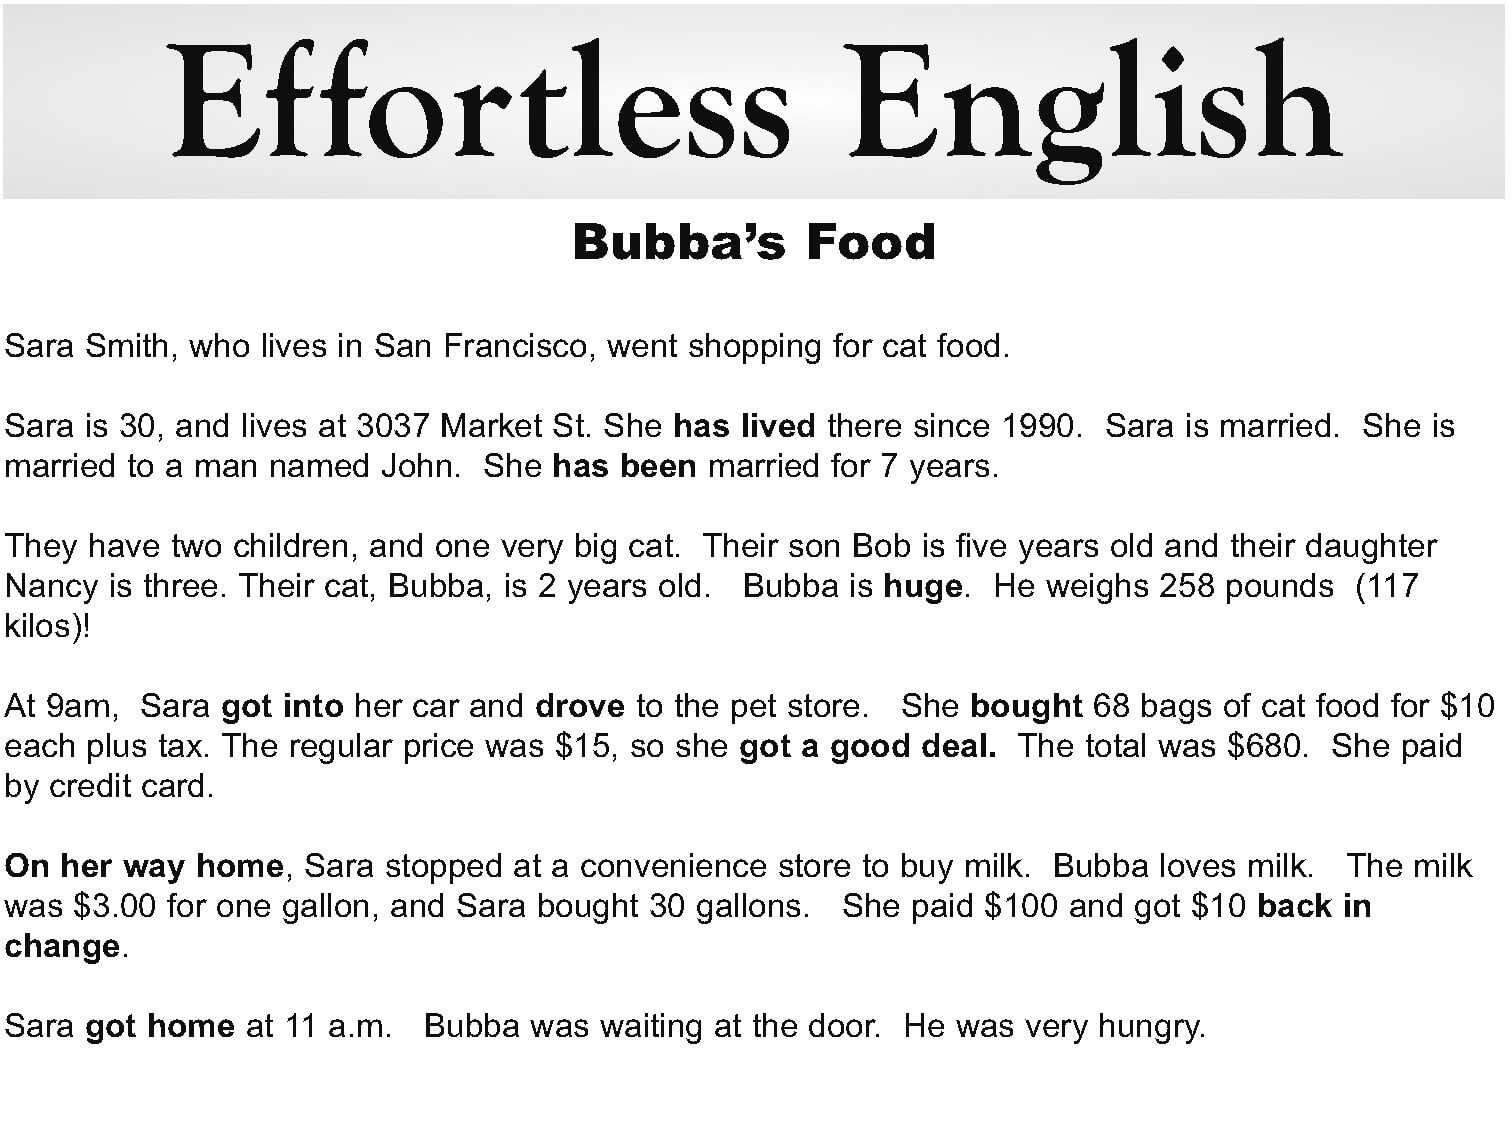 Effortless English
Bubba’s Food
Sara Smith, who lives in San Francisco, went shopping for cat food.
Sara is 30, and lives at 3037 Market St. She has lived there since 1990. Sara is married. She is
married to a man named John. She has been married for 7 years.
They have two children, and one very big cat. Their son Bob is five years old and their daughter
Nancy is three. Their cat, Bubba, is 2 years old. Bubba is huge. He weighs 258 pounds (117
kilos)!
At 9am, Sara got into her car and drove to the pet store. She bought 68 bags of cat food for $10
each plus tax. The regular price was $15, so she got a good deal. The total was $680. She paid
by credit card.
On her way home, Sara stopped at a convenience store to buy milk. Bubba loves milk. The milk
was $3.00 for one gallon, and Sara bought 30 gallons. She paid $100 and got $10 back in
change.
Sara got home at 11 a.m. Bubba was waiting at the door. He was very hungry.